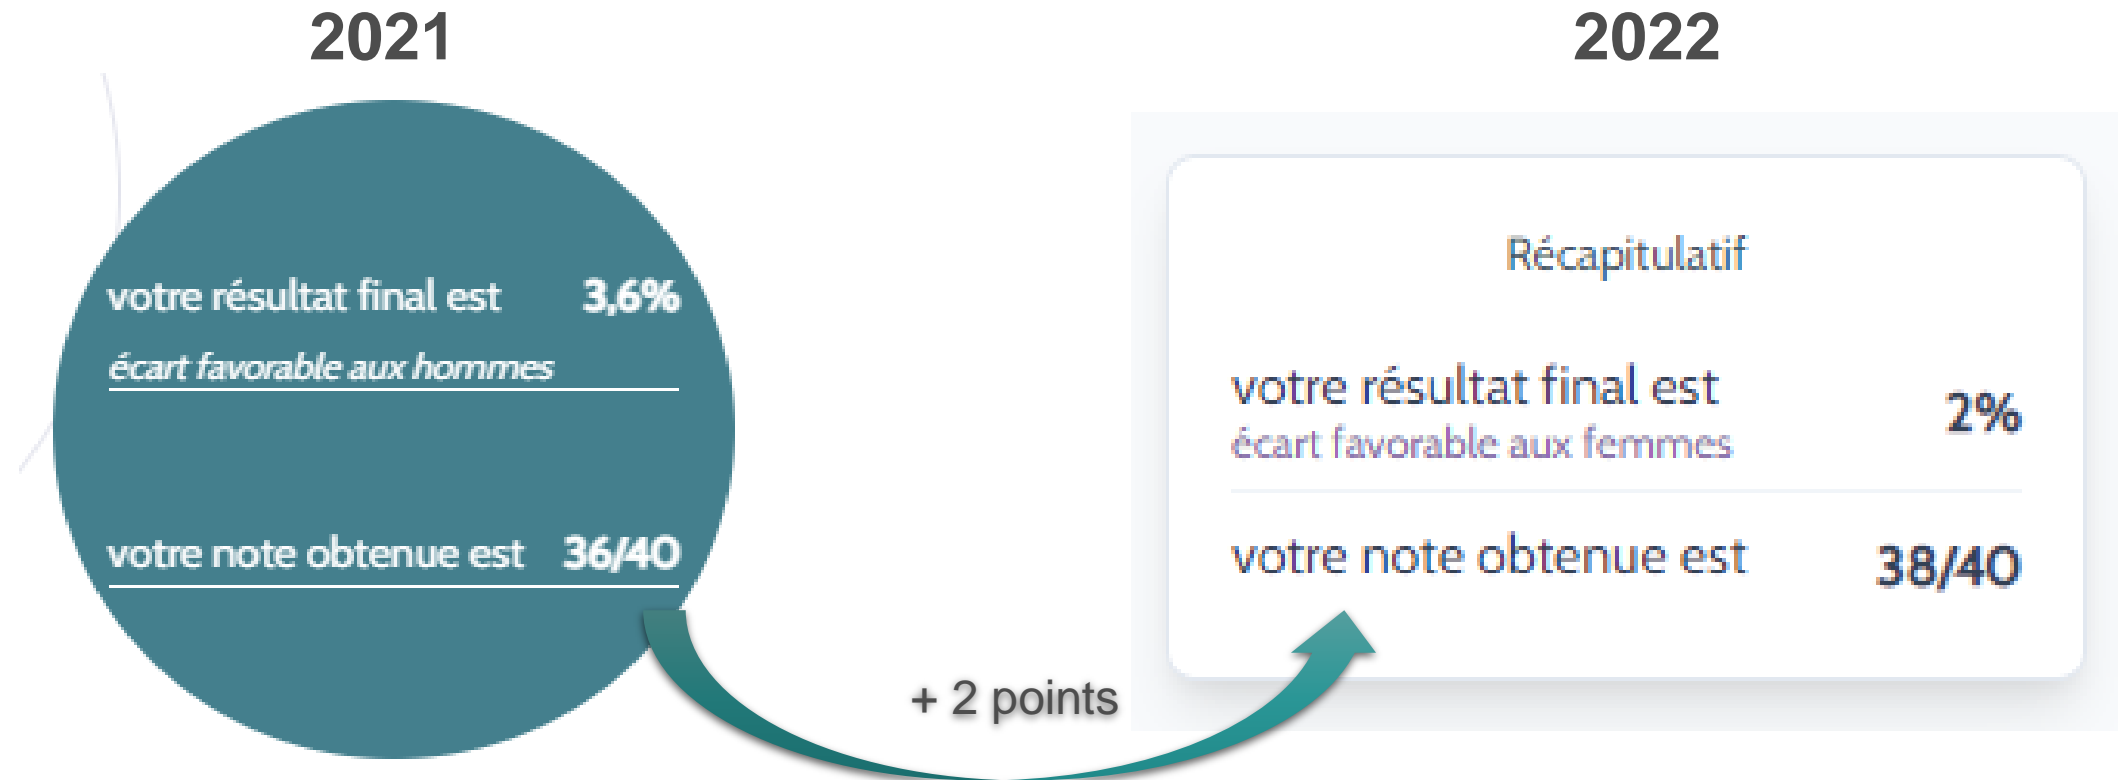 2021
votre résultat final est 3,6%
écart favorable aux hommes
votre note obtenue est 36/40
+ 2 points
2022
Récapitulatif
votre résultat final est
écart favorable aux femmes
2%
votre note obtenue est 38/40